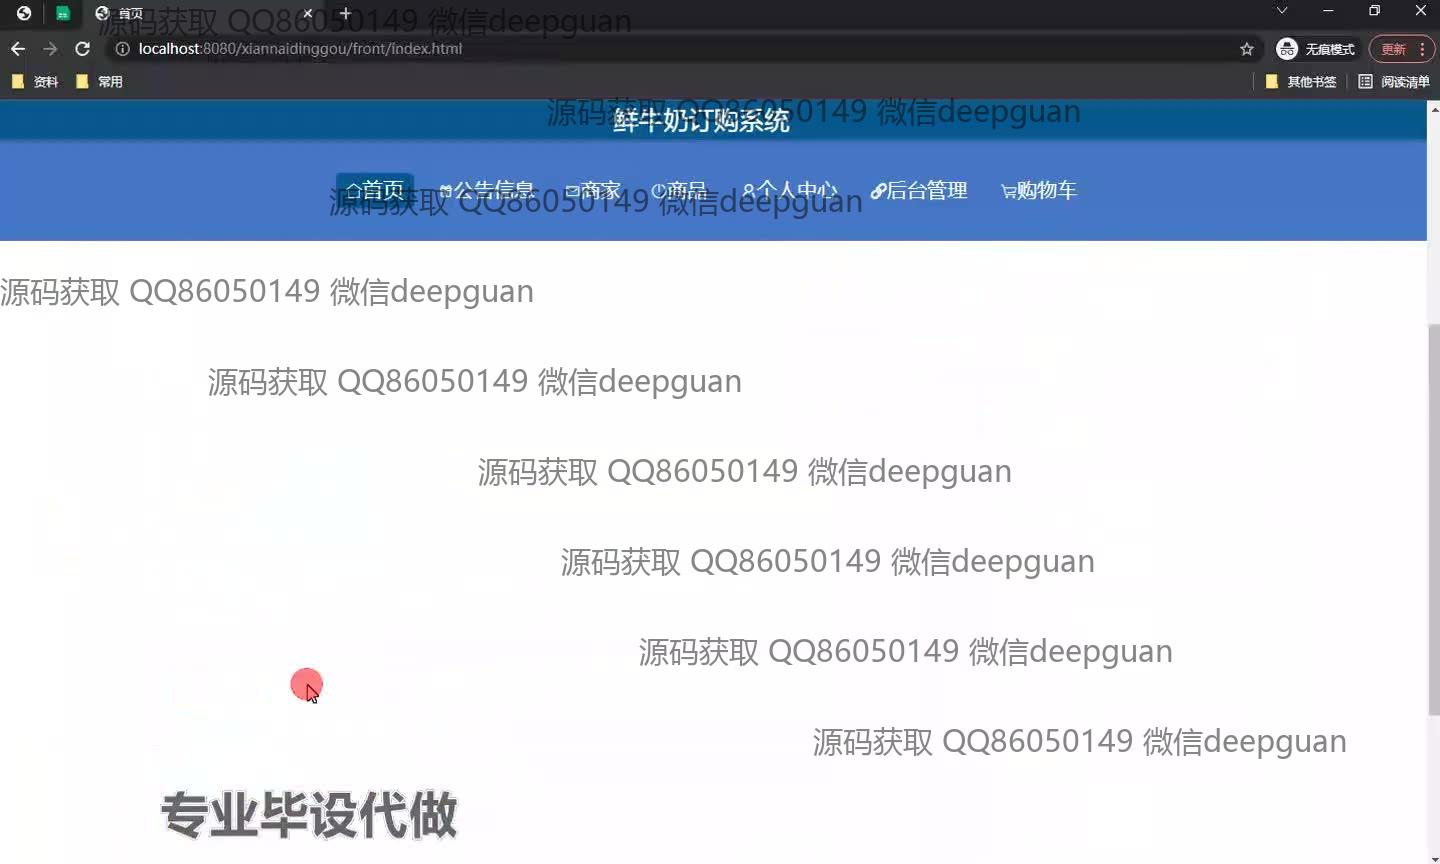 首页
源码获取 QQ86050149 微信deepguan
localhost:8080/xiannaidinggou/front/index.html
无痕模式
更新
资料
常用
其他书签
阅读清单
源码获取 QQ86050149 微信deepguan
鲜牛奶订购系统
首页
公告信息
商家
商品
个人中心
后台管理
购物车
源码获取 QQ86050149 微信deepguan
源码获取 QQ86050149 微信deepguan
源码获取 QQ86050149 微信deepguan
源码获取 QQ86050149 微信deepguan
源码获取 QQ86050149 微信deepguan
源码获取 QQ86050149 微信deepguan
源码获取 QQ86050149 微信deepguan
专业毕设代做